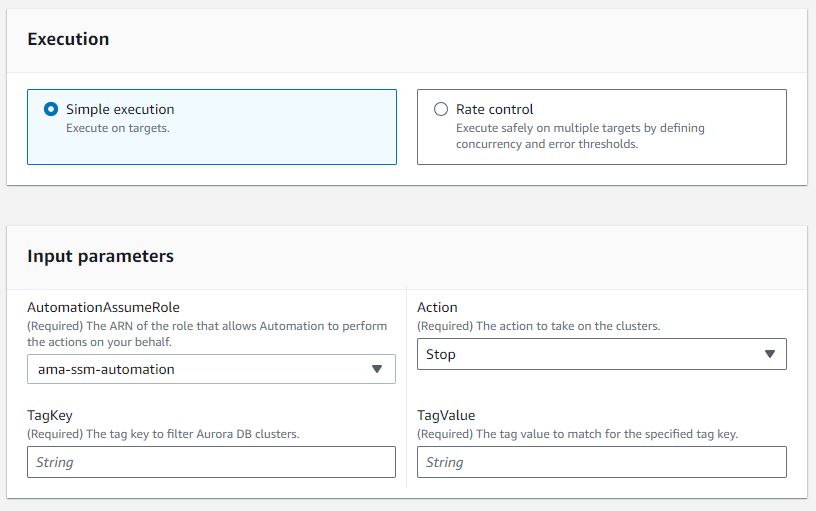 Execution
Simple execution
Execute on targets.
Rate control
Execute safely on multiple targets by defining
concurrency and error thresholds.
Input parameters
AutomationAssumeRole
(Required) The ARN of the role that allows Automation to perform
the actions on your behalf.
ama-ssm-automation
Action
(Required) The action to take on the clusters.
Stop
TagKey
(Required) The tag key to filter Aurora DB clusters.
String
TagValue
(Required) The tag value to match for the specified tag key.
String